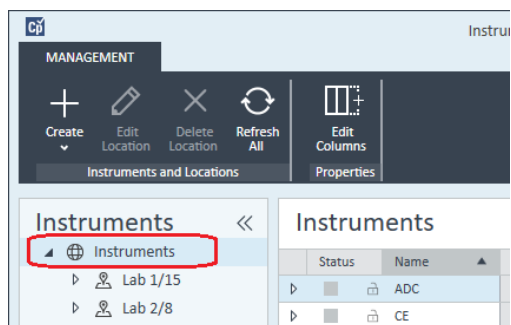 Cp
Instru
MANAGEMENT
Create
Edit
Location
Delete
Location
Refresh
All
Edit
Columns
Instruments and Locations
Properties
Instruments
Instruments
Lab 1/15
Lab 2/8
Instruments
Status Name
ADC
CE